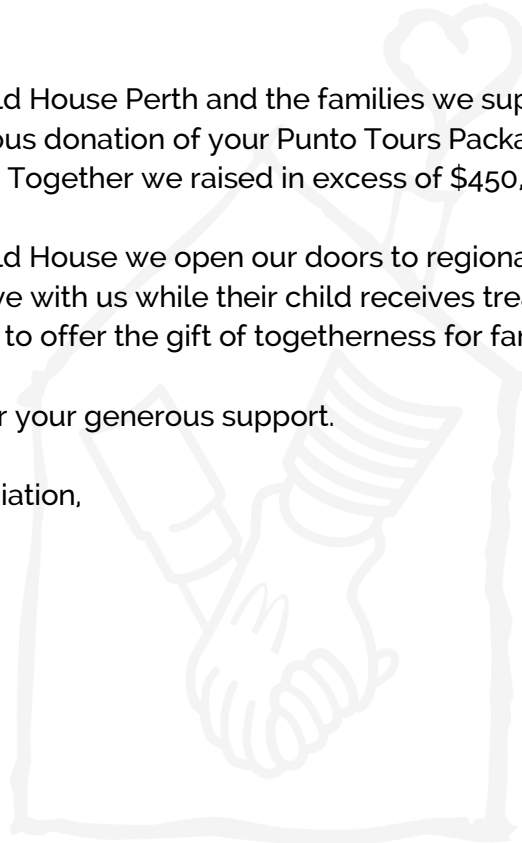 ld House Perth and the families we sup
ous donation of your Punto Tours Packa
Together we raised in excess of $450,
ld House we open our doors to regiona
ve with us while their child receives trea
to offer the gift of togetherness for far
r your generous support.
iation,